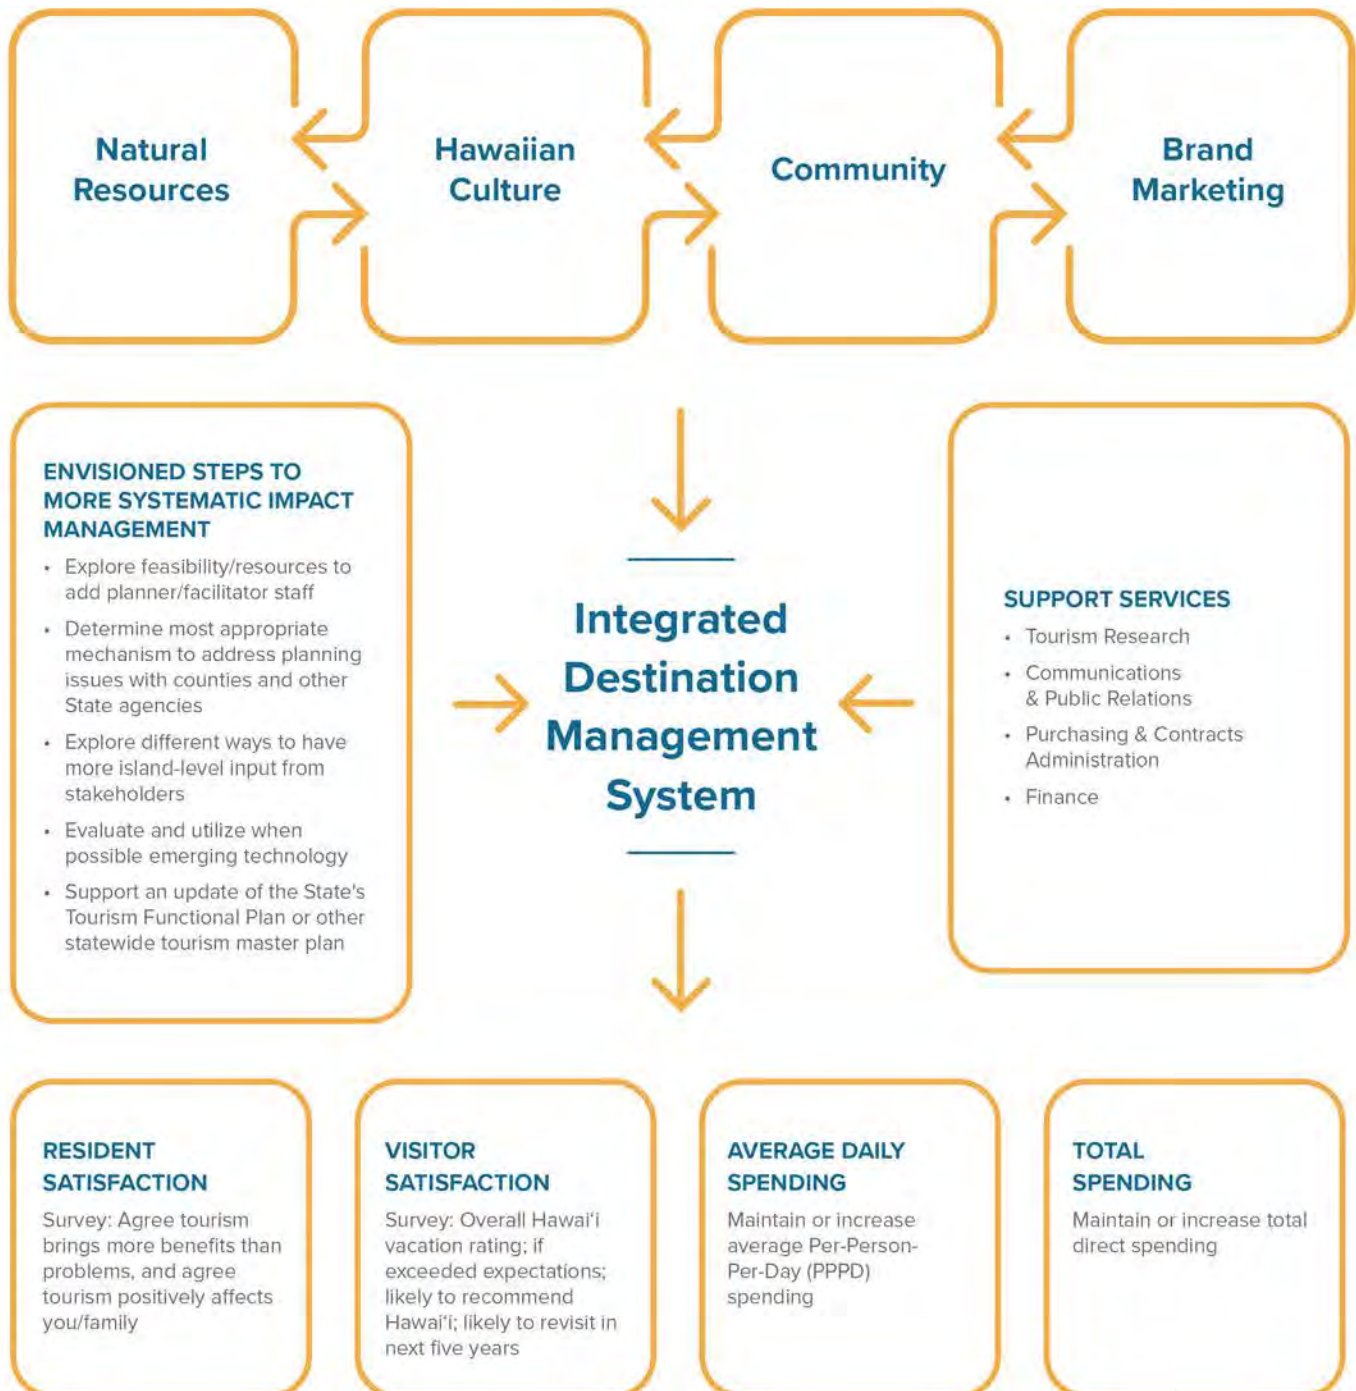 Natural
Resources
Hawaiian
Culture
Community
Brand
Marketing
ENVISIONED STEPS TO
MORE SYSTEMATIC IMPACT
MANAGEMENT
• Explore feasibility/resources to
add planner/facilitator staff
• Determine most appropriate
mechanism to address planning
issues with counties and other
State agencies
• Explore different ways to have
more island-level input from
stakeholders
• Evaluate and utilize when
possible emerging technology
• Support an update of the State's
Tourism Functional Plan or other
statewide tourism master plan
Integrated
Destination
Management
System
SUPPORT SERVICES
• Tourism Research
• Communications
& Public Relations
• Purchasing & Contracts
Administration
• Finance
RESIDENT
SATISFACTION
Survey: Agree tourism
brings more benefits than
problems, and agree
tourism positively affects
you/family
VISITOR
SATISFACTION
Survey: Overall Hawaiʻi
vacation rating; if
exceeded expectations;
likely to recommend
Hawaiʻi; likely to revisit in
next five years
AVERAGE DAILY
SPENDING
Maintain or increase
average Per-Person-
Per-Day (PPPD)
spending
TOTAL
SPENDING
Maintain or increase total
direct spending